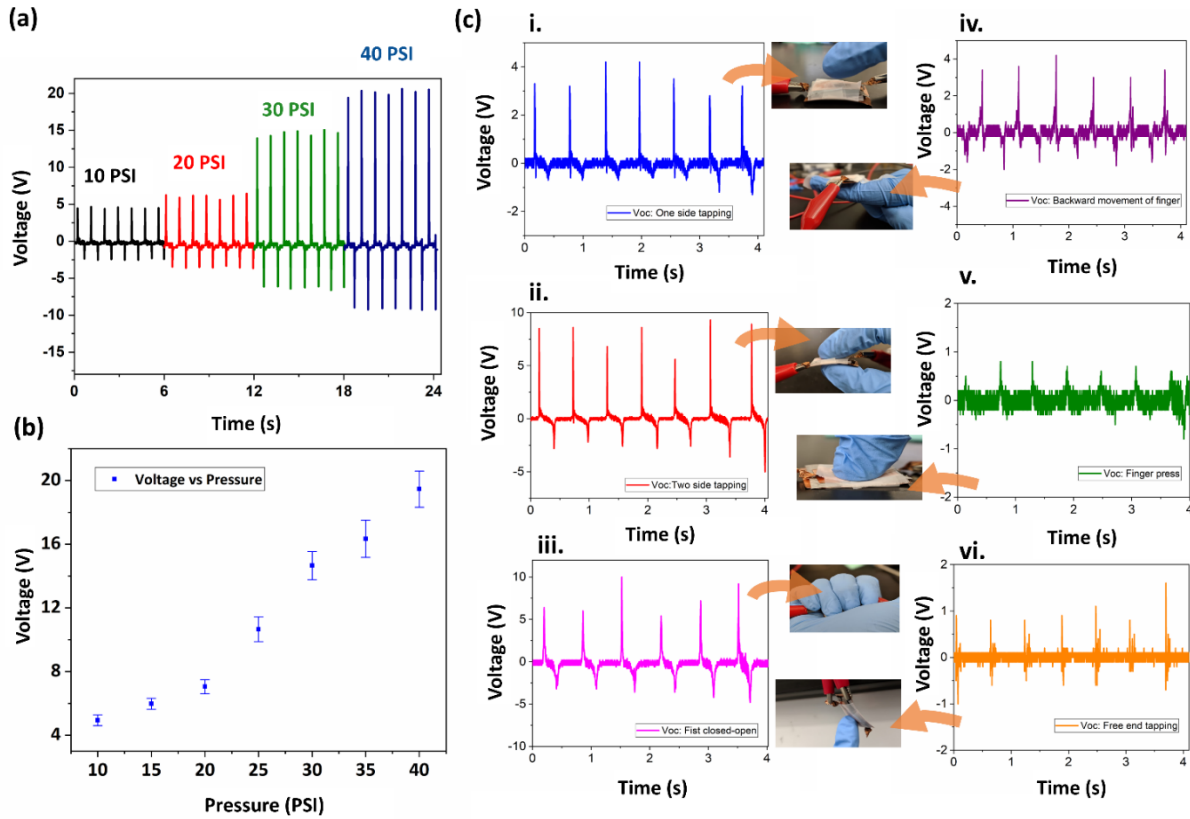 (a)
10 PSI
20 PSI
30 PSI
40 PSI
20
15
10
5
0
-5
-10
-15
0
6
12
18
24
Voltage (V)
Time (s)
(b)
Voltage vs Pressure
20
16
12
8
4
10
15
20
25
30
35
40
Voltage (V)
Pressure (PSI)
(c)
i.
4
2
0
-2
0
1
2
3
4
Voltage (V)
Voc: One side tapping
Time (s)
ii.
10
5
0
-5
0
1
2
3
4
Voltage (V)
Voc:Two side tapping
Time (s)
iii.
10
5
0
-5
-10
0
1
2
3
4
Voltage (V)
Voc: Fist closed-open
Time (s)
iv.
4
2
0
-2
-4
0
1
2
3
4
Voltage (V)
Voc: Backward movement of finger
Time (s)
v.
2
1
0
-1
-2
0
1
2
3
4
Voltage (V)
Voc: Finger press
Time (s)
vi.
2
1
0
-1
-2
0
1
2
3
4
Voltage (V)
Voc: Free end tapping
Time (s)